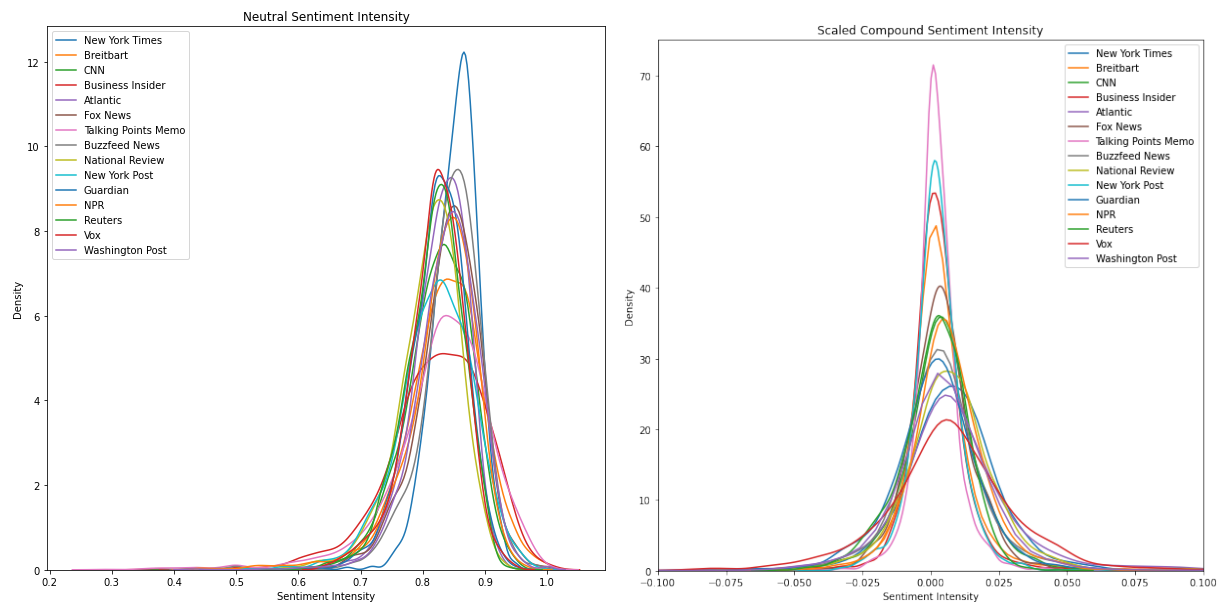 Neutral Sentiment Intensity
New York Times
Breitbart
CNN
Business Insider
Atlantic
Fox News
Talking Points Memo
Buzzfeed News
National Review
New York Post
Guardian
NPR
Reuters
Vox
Washington Post
12
10
8
6
4
2
0
Density
0.2 0.3 0.4 0.5 0.6 0.7 0.8 0.9 1.0
Sentiment Intensity
Scaled Compound Sentiment Intensity
New York Times
Breitbart
CNN
Business Insider
Atlantic
Fox News
Talking Points Memo
Buzzfeed News
National Review
New York Post
Guardian
NPR
Reuters
Vox
Washington Post
70
60
50
40
30
20
10
0
Density
−0.100 −0.075 −0.050 −0.025 0.000 0.025 0.050 0.075 0.100
Sentiment Intensity